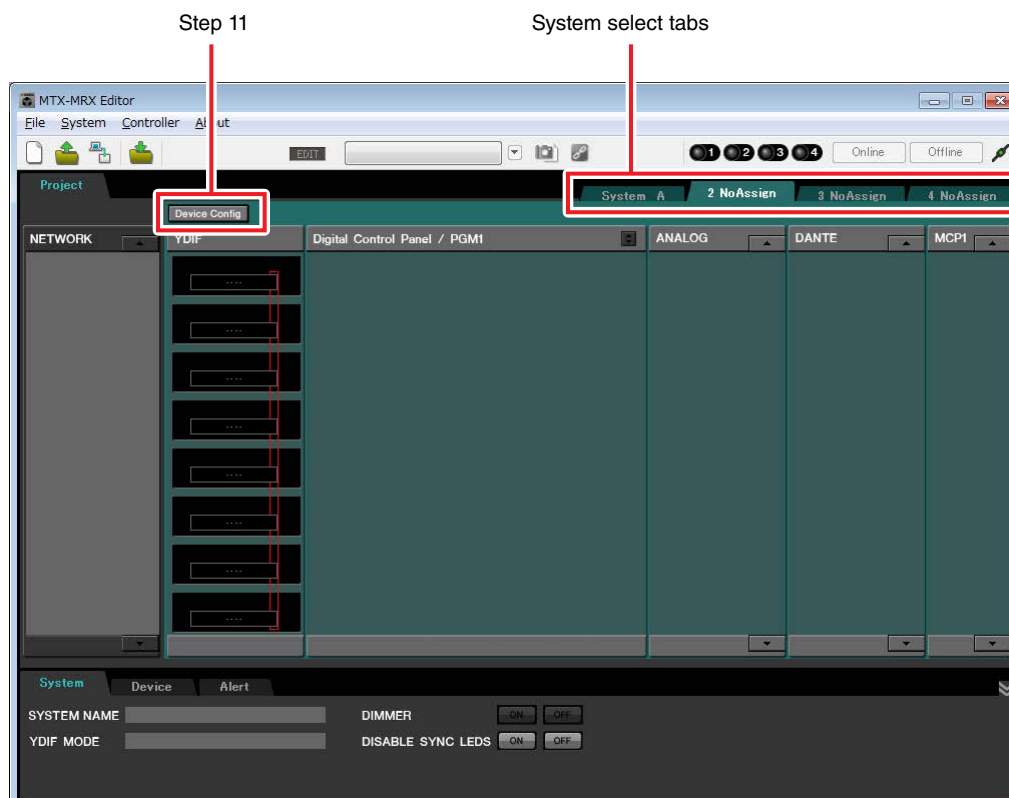 Step 11 System select tabs
MTX-MRX Editor
File System Controller About
EDIT 1 2 3 4 Online Offline
Project System A 2 NoAssign 3 NoAssign 4 NoAssign
Device Config
NETWORK YDIF Digital Control Panel / PGM1 ANALOG DANTE MCP1
----
----
----
----
----
----
----
----
System Device Alert
SYSTEM NAME DIMMER ON OFF
YDIF MODE DISABLE SYNC LEDS ON OFF